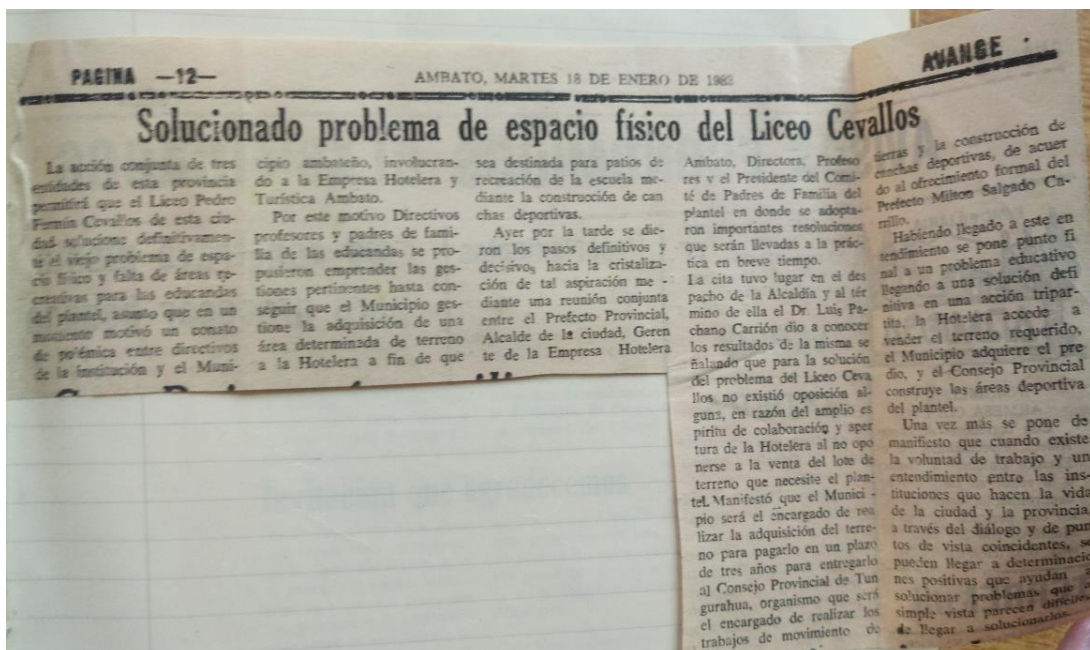 PAGINA —12—
AMBATO, MARTES 18 DE ENERO DE 1983
AVANCE
Solucionado problema de espacio físico del Liceo Cevallos
La acción conjunta de tres
entidades de esta provincia
permitirá que el Liceo Pedro
Fermín Cevallos de esta ciu-
dad solucione definitivamen-
te el viejo problema de espa-
cio físico y falta de áreas re-
creativas para las educandas
del plantel, asunto que en un
momento motivó un conato
de polémica entre directivos
de la institución y el Muni-
cipio ambateño, involucran-
do a la Empresa Hotelera y
Turística Ambato.
Por este motivo Directivos
profesores y padres de fami-
lia de las educandas se pro-
pusieron emprender las ges-
tiones pertinentes hasta con-
seguir que el Municipio ges-
tione la adquisición de una
área determinada de terreno
a la Hotelera a fin de que
sea destinada para patios de
recreación de la escuela me-
diante la construcción de can
chas deportivas.
Ayer por la tarde se die-
ron los pasos definitivos y
decisivos hacia la cristaliza-
ción de tal aspiración me -
diante una reunión conjunta
entre el Prefecto Provincial,
Alcalde de la ciudad, Geren
te de la Empresa Hotelera
Ambato, Directora, Profeso
res y el Presidente del Comi-
té de Padres de Familia del
plantel en donde se adopta-
ron importantes resoluciones
que serán llevadas a la prác-
tica en breve tiempo.
La cita tuvo lugar en el des
pacho de la Alcaldía y al tér
mino de ella el Dr. Luis Pa-
chano Carrión dio a conocer
los resultados de la misma se
ñalando que para la solución
del problema del Liceo Ceva
llos no existió oposición al-
guna, en razón del amplio es
píritu de colaboración y aper
tura de la Hotelera al no opo
nerse a la venta del lote de
terreno que necesite el plan-
tel. Manifestó que el Munici -
pio será el encargado de rea
lizar la adquisición del terre-
no para pagarlo en un plazo
de tres años para entregarlo
al Consejo Provincial de Tun
gurahua, organismo que será
el encargado de realizar los
trabajos de movimiento de
tierras y la construcción de
canchas deportivas, de acuer
do al ofrecimiento formal del
Prefecto Milton Salgado Ca-
rrillo.
Habiendo llegado a este en
tendimiento se pone punto fi
nal a un problema educativo
llegando a una solución defi
nitiva en una acción tripar-
tita, la Hotelera accede a
vender el terreno requerido,
el Municipio adquiere el pre
dio, y el Consejo Provincial
construye las áreas deportiva
del plantel.
Una vez más se pone de
manifiesto que cuando existe
la voluntad de trabajo y un
entendimiento entre las ins-
tituciones que hacen la vida
de la ciudad y la provincia,
a través del diálogo y de pun
tos de vista coincidentes, se
pueden llegar a determinacio
nes positivas que ayudan a
solucionar problemas que a
simple vista parecen difíciles
de llegar a solucionarlos.